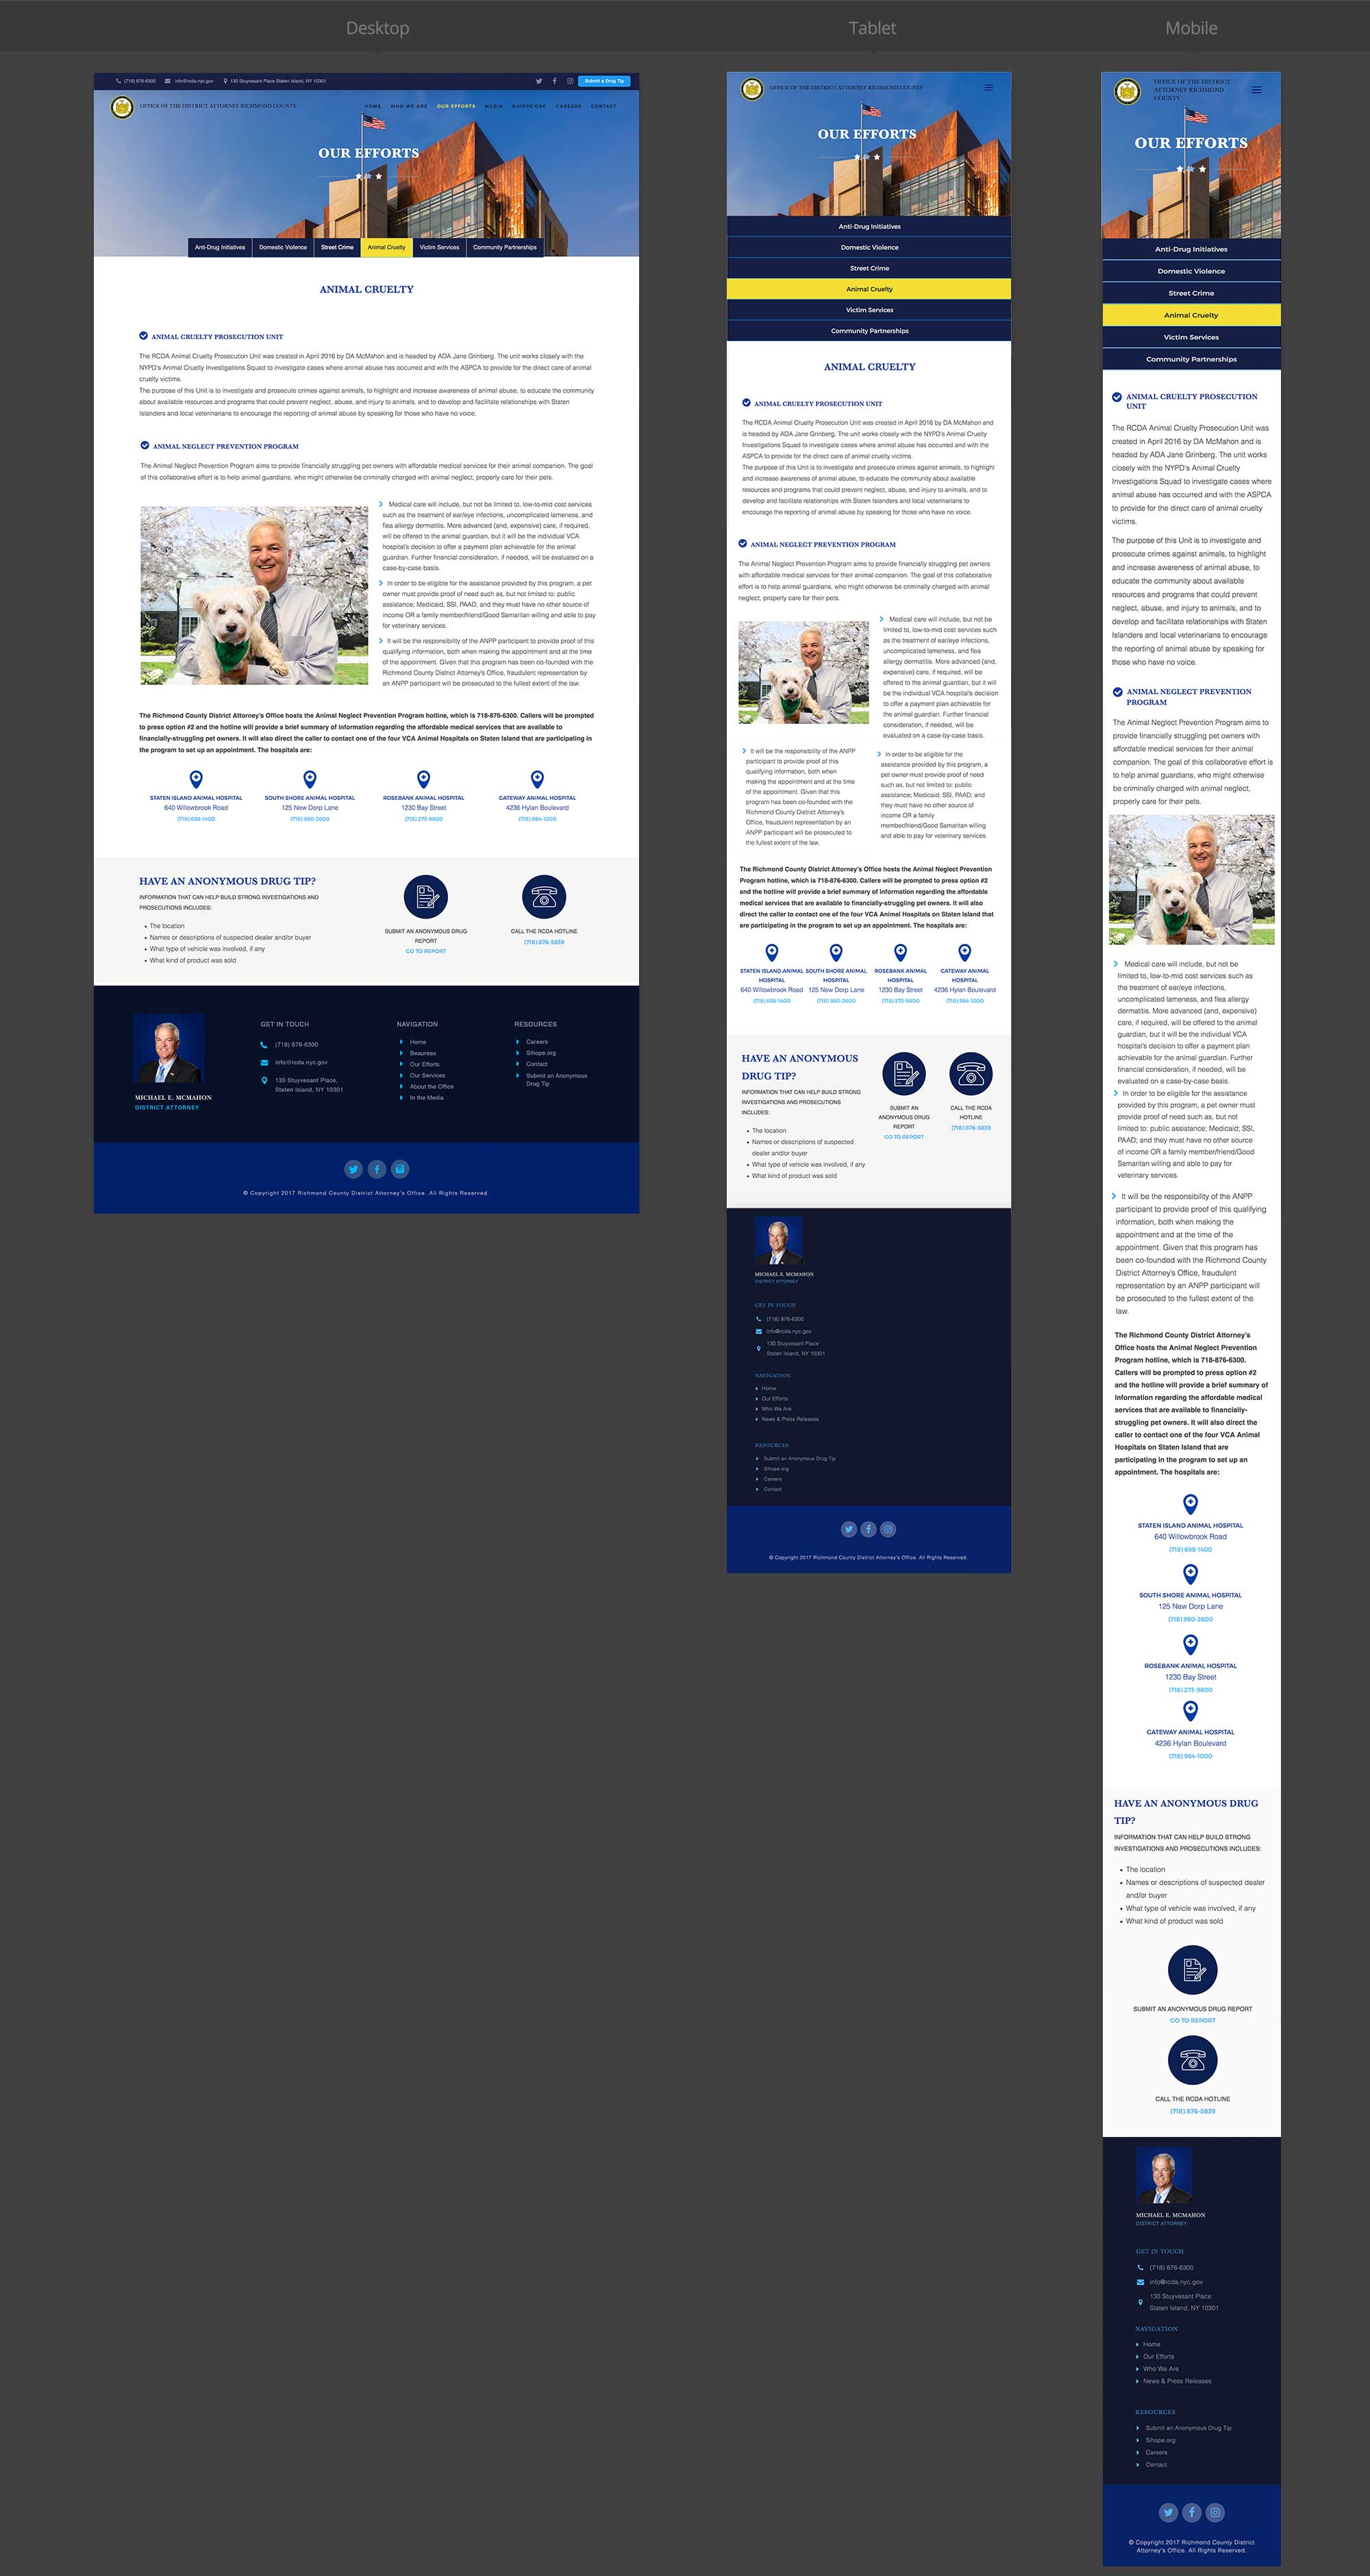 Desktop
Tablet
Mobile
(718) 876-6300
info@rcda.nyc.gov
130 Stuyvesant Place Staten Island, NY 10301
Submit a Drug Tip
OFFICE OF THE DISTRICT ATTORNEY RICHMOND COUNTY
HOME WHO WE ARE OUR EFFORTS MEDIA SIHOPE.ORG CAREERS CONTACT
OUR EFFORTS
Anti-Drug Initiatives Domestic Violence Street Crime Animal Cruelty Victim Services Community Partnerships
ANIMAL CRUELTY
ANIMAL CRUELTY PROSECUTION UNIT
The RCDA Animal Cruelty Prosecution Unit was created in April 2016 by DA McMahon and is headed by ADA Jane Grinberg. The unit works closely with the
NYPD's Animal Cruelty Investigations Squad to investigate cases where animal abuse has occurred and with the ASPCA to provide for the direct care of animal
cruelty victims.
The purpose of this Unit is to investigate and prosecute crimes against animals, to highlight and increase awareness of animal abuse, to educate the community
about available resources and programs that could prevent neglect, abuse, and injury to animals, and to develop and facilitate relationships with Staten
Islanders and local veterinarians to encourage the reporting of animal abuse by speaking for those who have no voice.
ANIMAL NEGLECT PREVENTION PROGRAM
The Animal Neglect Prevention Program aims to provide financially struggling pet owners with affordable medical services for their animal companion. The goal
of this collaborative effort is to help animal guardians, who might otherwise be criminally charged with animal neglect, properly care for their pets.
Medical care will include, but not be limited to, low-to-mid cost services
such as the treatment of ear/eye infections, uncomplicated lameness, and
flea allergy dermatitis. More advanced (and, expensive) care, if required,
will be offered to the animal guardian, but it will be the individual VCA
hospital's decision to offer a payment plan achievable for the animal
guardian. Further financial consideration, if needed, will be evaluated on a
case-by-case basis.
In order to be eligible for the assistance provided by this program, a pet
owner must provide proof of need such as, but not limited to: public
assistance; Medicaid, SSI, PAAD; and they must have no other source of
income OR a family member/friend/Good Samaritan willing and able to pay
for veterinary services.
It will be the responsibility of the ANPP participant to provide proof of this
qualifying information, both when making the appointment and at the time
of the appointment. Given that this program has been co-founded with the
Richmond County District Attorney's Office, fraudulent representation by
an ANPP participant will be prosecuted to the fullest extent of the law.
The Richmond County District Attorney's Office hosts the Animal Neglect Prevention Program hotline, which is 718-876-6300. Callers will be prompted
to press option #2 and the hotline will provide a brief summary of information regarding the affordable medical services that are available to
financially-struggling pet owners. It will also direct the caller to contact one of the four VCA Animal Hospitals on Staten Island that are participating in
the program to set up an appointment. The hospitals are:
STATEN ISLAND ANIMAL HOSPITAL
640 Willowbrook Road
(718) 698-1400
SOUTH SHORE ANIMAL HOSPITAL
125 New Dorp Lane
(718) 980-2600
ROSEBANK ANIMAL HOSPITAL
1230 Bay Street
(718) 273-9800
GATEWAY ANIMAL HOSPITAL
4236 Hylan Boulevard
(718) 984-1000
HAVE AN ANONYMOUS DRUG TIP?
INFORMATION THAT CAN HELP BUILD STRONG INVESTIGATIONS AND
PROSECUTIONS INCLUDES:
• The location
• Names or descriptions of suspected dealer and/or buyer
• What type of vehicle was involved, if any
• What kind of product was sold
SUBMIT AN ANONYMOUS DRUG
REPORT
GO TO REPORT
CALL THE RCDA HOTLINE
(718) 876-5839
MICHAEL E. MCMAHON
DISTRICT ATTORNEY
GET IN TOUCH
(718) 876-6300
info@rcda.nyc.gov
130 Stuyvesant Place,
Staten Island, NY 10301
NAVIGATION
Home
Beaureas
Our Efforts
Our Services
About the Office
In the Media
RESOURCES
Careers
Sihope.org
Contact
Submit an Anonymous
Drug Tip
© Copyright 2017 Richmond County District Attorney's Office. All Rights Reserved.
OFFICE OF THE DISTRICT ATTORNEY RICHMOND COUNTY
OUR EFFORTS
Anti-Drug Initiatives
Domestic Violence
Street Crime
Animal Cruelty
Victim Services
Community Partnerships
ANIMAL CRUELTY
ANIMAL CRUELTY PROSECUTION UNIT
The RCDA Animal Cruelty Prosecution Unit was created in April 2016 by DA McMahon and
is headed by ADA Jane Grinberg. The unit works closely with the NYPD's Animal Cruelty
Investigations Squad to investigate cases where animal abuse has occurred and with the
ASPCA to provide for the direct care of animal cruelty victims.
The purpose of this Unit is to investigate and prosecute crimes against animals, to highlight
and increase awareness of animal abuse, to educate the community about available
resources and programs that could prevent neglect, abuse, and injury to animals, and to
develop and facilitate relationships with Staten Islanders and local veterinarians to
encourage the reporting of animal abuse by speaking for those who have no voice.
ANIMAL NEGLECT PREVENTION PROGRAM
The Animal Neglect Prevention Program aims to provide financially struggling pet owners
with affordable medical services for their animal companion. The goal of this collaborative
effort is to help animal guardians, who might otherwise be criminally charged with animal
neglect, properly care for their pets.
Medical care will include, but not be
limited to, low-to-mid cost services such
as the treatment of ear/eye infections,
uncomplicated lameness, and flea
allergy dermatitis. More advanced (and,
expensive) care, if required, will be
offered to the animal guardian, but it will
be the individual VCA hospital's decision
to offer a payment plan achievable for
the animal guardian. Further financial
consideration, if needed, will be
evaluated on a case-by-case basis.
It will be the responsibility of the ANPP
participant to provide proof of this
qualifying information, both when
making the appointment and at the time
of the appointment. Given that this
program has been co-founded with the
Richmond County District Attorney's
Office, fraudulent representation by an
ANPP participant will be prosecuted to
the fullest extent of the law.
In order to be eligible for the
assistance provided by this program, a
pet owner must provide proof of need
such as, but not limited to: public
assistance; Medicaid, SSI, PAAD; and
they must have no other source of
income OR a family
member/friend/Good Samaritan willing
and able to pay for veterinary services.
The Richmond County District Attorney's Office hosts the Animal Neglect Prevention
Program hotline, which is 718-876-6300. Callers will be prompted to press option #2
and the hotline will provide a brief summary of information regarding the affordable
medical services that are available to financially-struggling pet owners. It will also
direct the caller to contact one of the four VCA Animal Hospitals on Staten Island that
are participating in the program to set up an appointment. The hospitals are:
STATEN ISLAND ANIMAL
HOSPITAL
640 Willowbrook Road
(718) 698-1400
SOUTH SHORE ANIMAL
HOSPITAL
125 New Dorp Lane
(718) 980-2600
ROSEBANK ANIMAL
HOSPITAL
1230 Bay Street
(718) 273-9800
GATEWAY ANIMAL
HOSPITAL
4236 Hylan Boulevard
(718) 984-1000
HAVE AN ANONYMOUS
DRUG TIP?
INFORMATION THAT CAN HELP BUILD STRONG
INVESTIGATIONS AND PROSECUTIONS
INCLUDES:
• The location
• Names or descriptions of suspected
dealer and/or buyer
• What type of vehicle was involved, if any
• What kind of product was sold
SUBMIT AN
ANONYMOUS DRUG
REPORT
GO TO REPORT
CALL THE RCDA
HOTLINE
(718) 876-5839
MICHAEL E. MCMAHON
DISTRICT ATTORNEY
GET IN TOUCH
(718) 876-6300
info@rcda.nyc.gov
130 Stuyvesant Place
Staten Island, NY 10301
NAVIGATION
Home
Our Efforts
Who We Are
News & Press Releases
RESOURCES
Submit an Anonymous Drug Tip
Sihope.org
Careers
Contact
© Copyright 2017 Richmond County District Attorney's Office. All Rights Reserved.
OFFICE OF THE DISTRICT
ATTORNEY RICHMOND
COUNTY
OUR EFFORTS
Anti-Drug Initiatives
Domestic Violence
Street Crime
Animal Cruelty
Victim Services
Community Partnerships
ANIMAL CRUELTY PROSECUTION
UNIT
The RCDA Animal Cruelty Prosecution Unit was
created in April 2016 by DA McMahon and is
headed by ADA Jane Grinberg. The unit works
closely with the NYPD's Animal Cruelty
Investigations Squad to investigate cases where
animal abuse has occurred and with the ASPCA
to provide for the direct care of animal cruelty
victims.
The purpose of this Unit is to investigate and
prosecute crimes against animals, to highlight
and increase awareness of animal abuse, to
educate the community about available
resources and programs that could prevent
neglect, abuse, and injury to animals, and to
develop and facilitate relationships with Staten
Islanders and local veterinarians to encourage
the reporting of animal abuse by speaking for
those who have no voice.
ANIMAL NEGLECT PREVENTION
PROGRAM
The Animal Neglect Prevention Program aims to
provide financially struggling pet owners with
affordable medical services for their animal
companion. The goal of this collaborative effort is
to help animal guardians, who might otherwise
be criminally charged with animal neglect,
properly care for their pets.
Medical care will include, but not be
limited to, low-to-mid cost services such as
the treatment of ear/eye infections,
uncomplicated lameness, and flea allergy
dermatitis. More advanced (and, expensive)
care, if required, will be offered to the animal
guardian, but it will be the individual VCA
hospital's decision to offer a payment plan
achievable for the animal guardian. Further
financial consideration, if needed, will be
evaluated on a case-by-case basis.
In order to be eligible for the assistance
provided by this program, a pet owner must
provide proof of need such as, but not
limited to: public assistance; Medicaid, SSI,
PAAD; and they must have no other source
of income OR a family member/friend/Good
Samaritan willing and able to pay for
veterinary services.
It will be the responsibility of the ANPP
participant to provide proof of this qualifying
information, both when making the
appointment and at the time of the
appointment. Given that this program has
been co-founded with the Richmond County
District Attorney's Office, fraudulent
representation by an ANPP participant will
be prosecuted to the fullest extent of the
law.
The Richmond County District Attorney's
Office hosts the Animal Neglect Prevention
Program hotline, which is 718-876-6300.
Callers will be prompted to press option #2
and the hotline will provide a brief summary of
information regarding the affordable medical
services that are available to financially-
struggling pet owners. It will also direct the
caller to contact one of the four VCA Animal
Hospitals on Staten Island that are
participating in the program to set up an
appointment. The hospitals are:
STATEN ISLAND ANIMAL HOSPITAL
640 Willowbrook Road
(718) 698-1400
SOUTH SHORE ANIMAL HOSPITAL
125 New Dorp Lane
(718) 980-2600
ROSEBANK ANIMAL HOSPITAL
1230 Bay Street
(718) 273-9800
GATEWAY ANIMAL HOSPITAL
4236 Hylan Boulevard
(718) 984-1000
HAVE AN ANONYMOUS DRUG
TIP?
INFORMATION THAT CAN HELP BUILD STRONG
INVESTIGATIONS AND PROSECUTIONS INCLUDES:
• The location
• Names or descriptions of suspected dealer
and/or buyer
• What type of vehicle was involved, if any
• What kind of product was sold
SUBMIT AN ANONYMOUS DRUG REPORT
GO TO REPORT
CALL THE RCDA HOTLINE
(718) 876-5839
MICHAEL E. MCMAHON
DISTRICT ATTORNEY
GET IN TOUCH
(718) 876-6300
info@rcda.nyc.gov
130 Stuyvesant Place
Staten Island, NY 10301
NAVIGATION
Home
Our Efforts
Who We Are
News & Press Releases
RESOURCES
Submit an Anonymous Drug Tip
Sihope.org
Careers
Contact
© Copyright 2017 Richmond County District
Attorney's Office. All Rights Reserved.